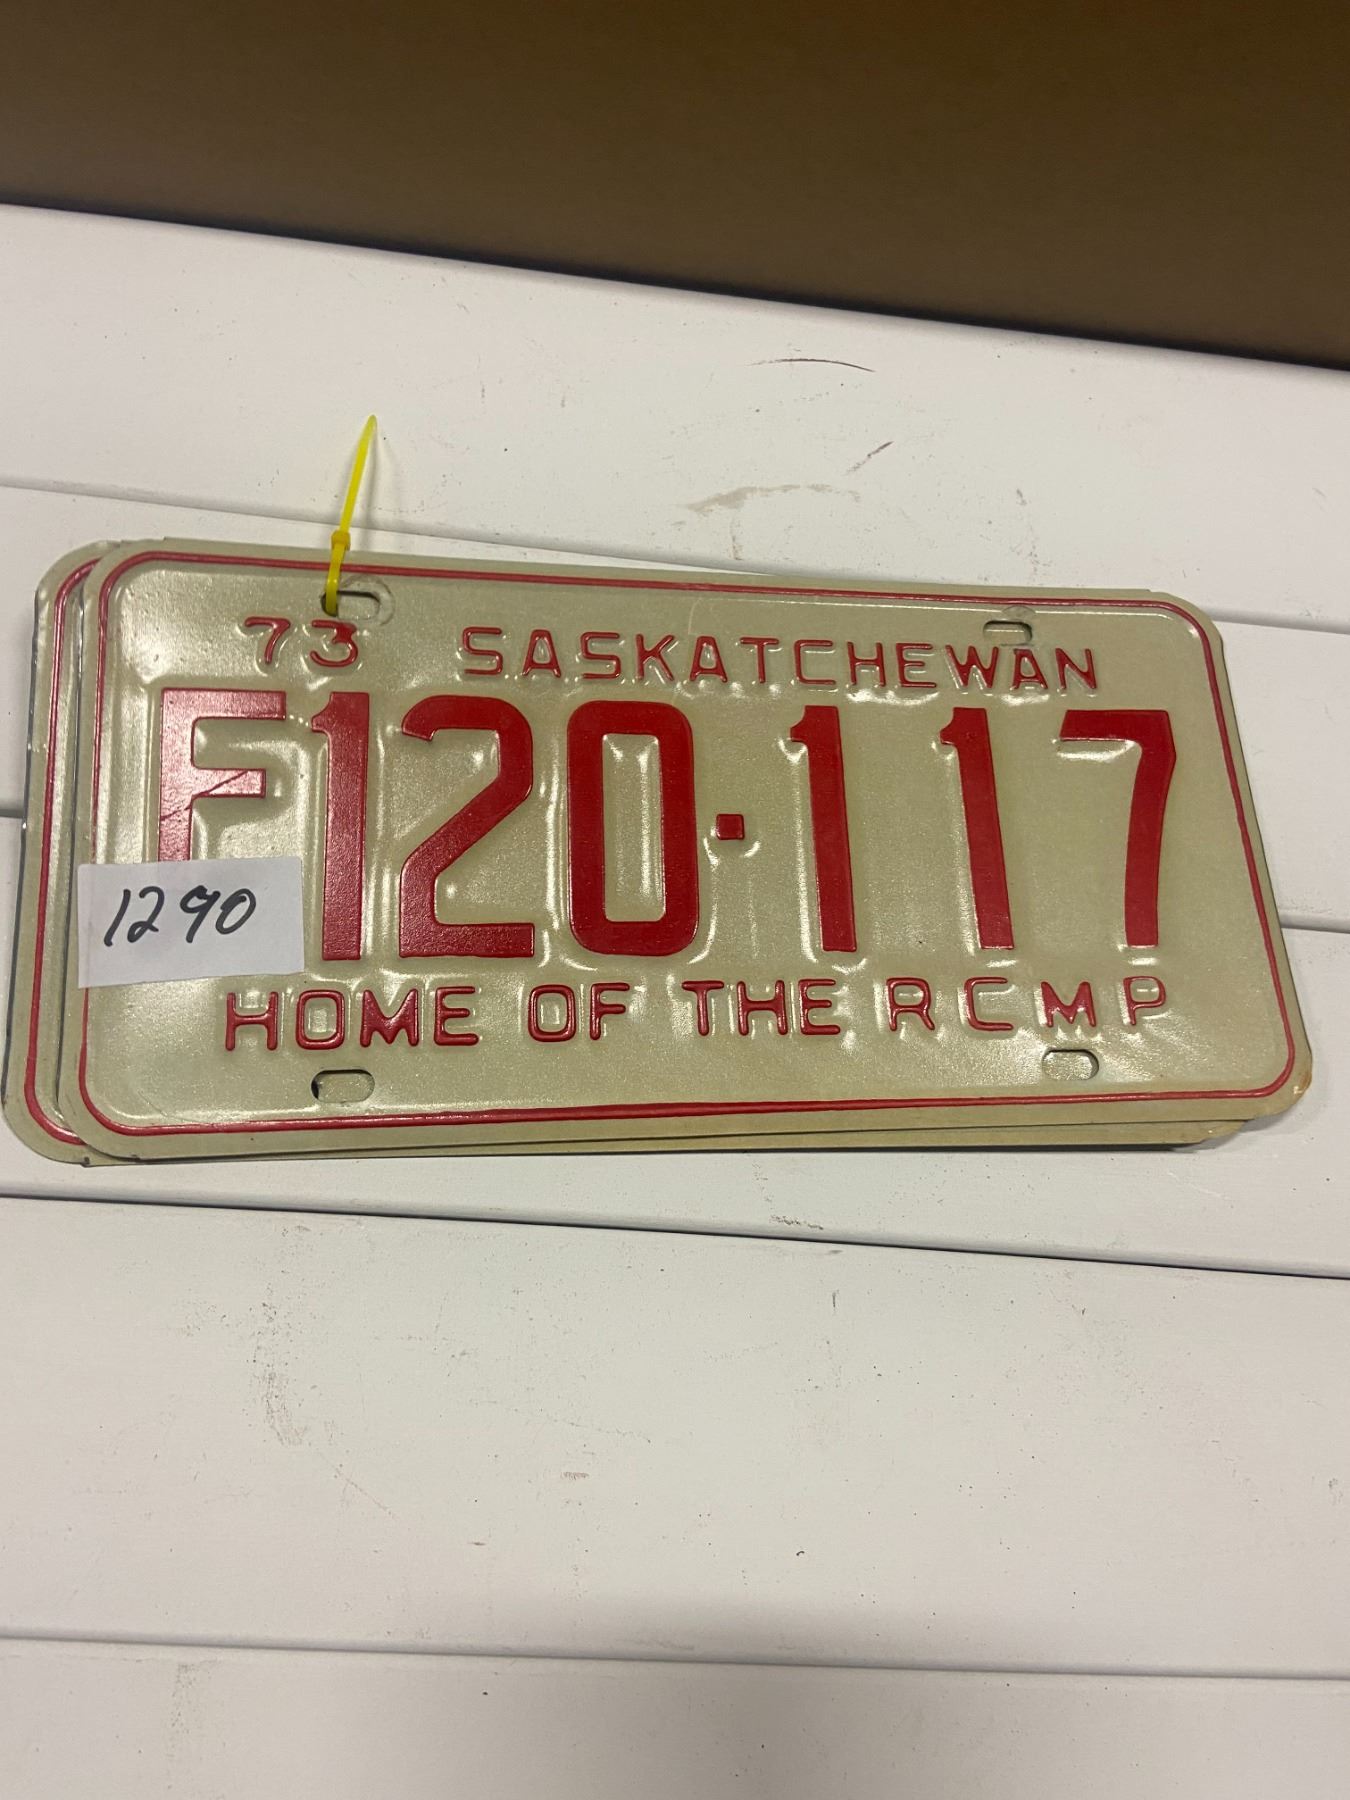 73 SASKATCHEWAN
F120·117
1290
HOME OF THE RCMP